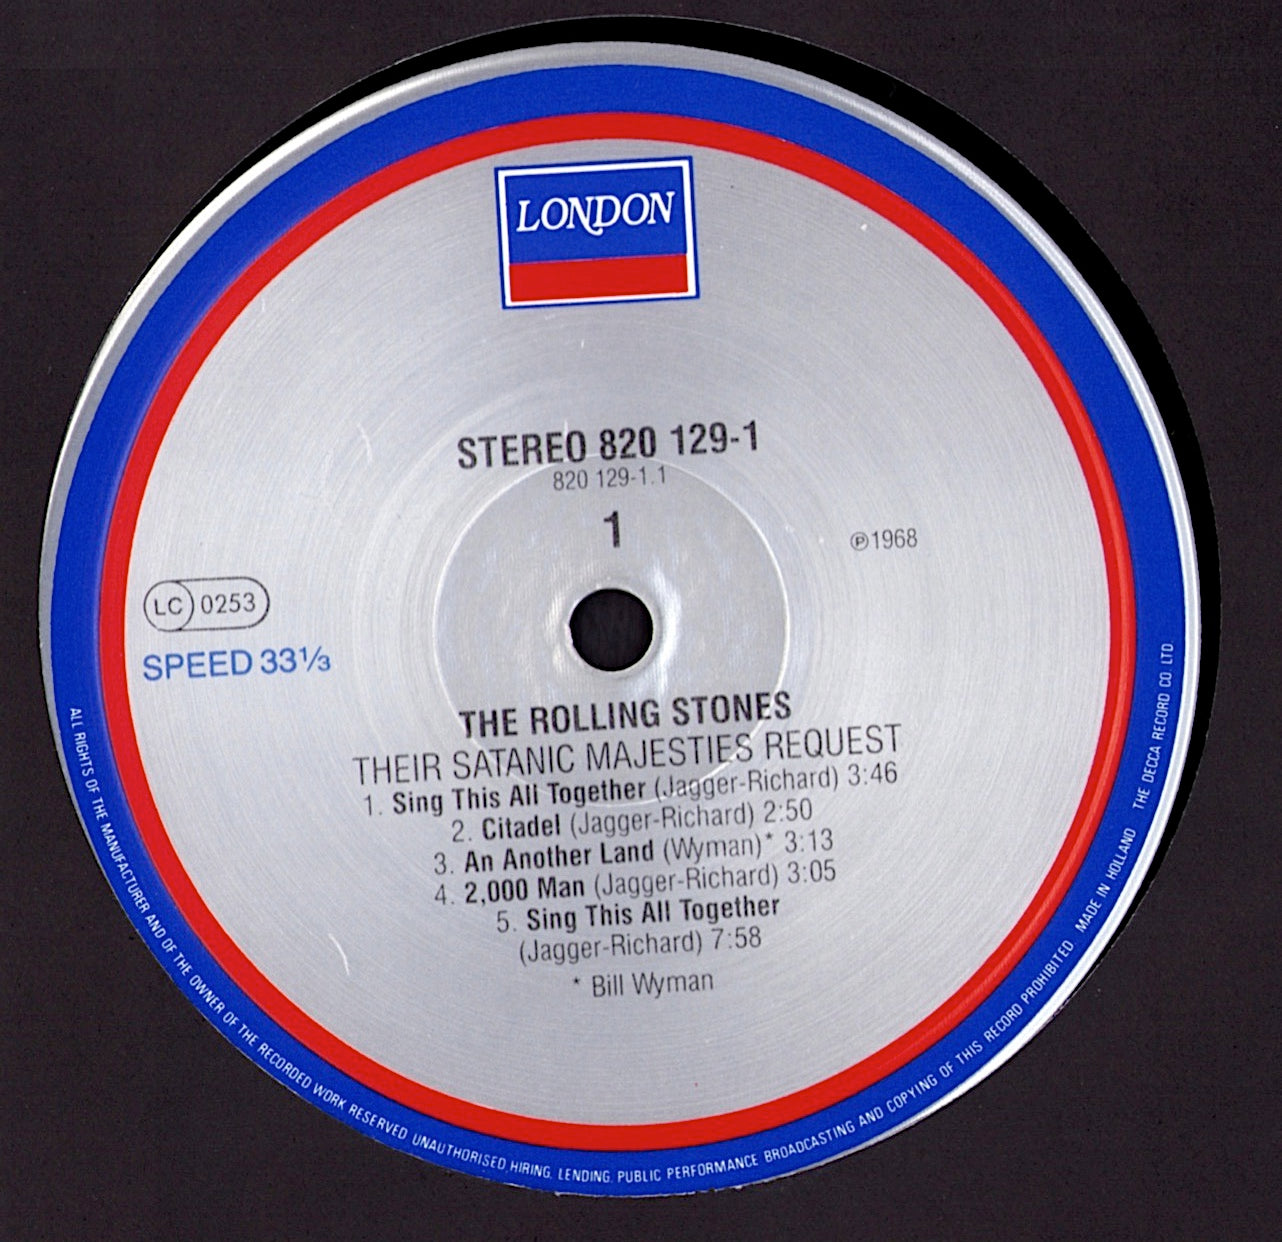 LONDON
STEREO 820 129-1
820 129-1.1
1
℗1968
LC 0253
SPEED 33⅓
THE ROLLING STONES
THEIR SATANIC MAJESTIES REQUEST
1. Sing This All Together (Jagger-Richard) 3:46
2. Citadel (Jagger-Richard) 2:50
3. An Another Land (Wyman)* 3:13
4. 2,000 Man (Jagger-Richard) 3:05
5. Sing This All Together
(Jagger-Richard) 7:58
* Bill Wyman
ALL RIGHTS OF THE MANUFACTURER AND OF THE OWNER OF THE RECORDED WORK RESERVED UNAUTHORISED, HIRING, LENDING, PUBLIC PERFORMANCE BROADCASTING AND COPYING OF THIS RECORD PROHIBITED. MADE IN HOLLAND THE DECCA RECORD CO. LTD